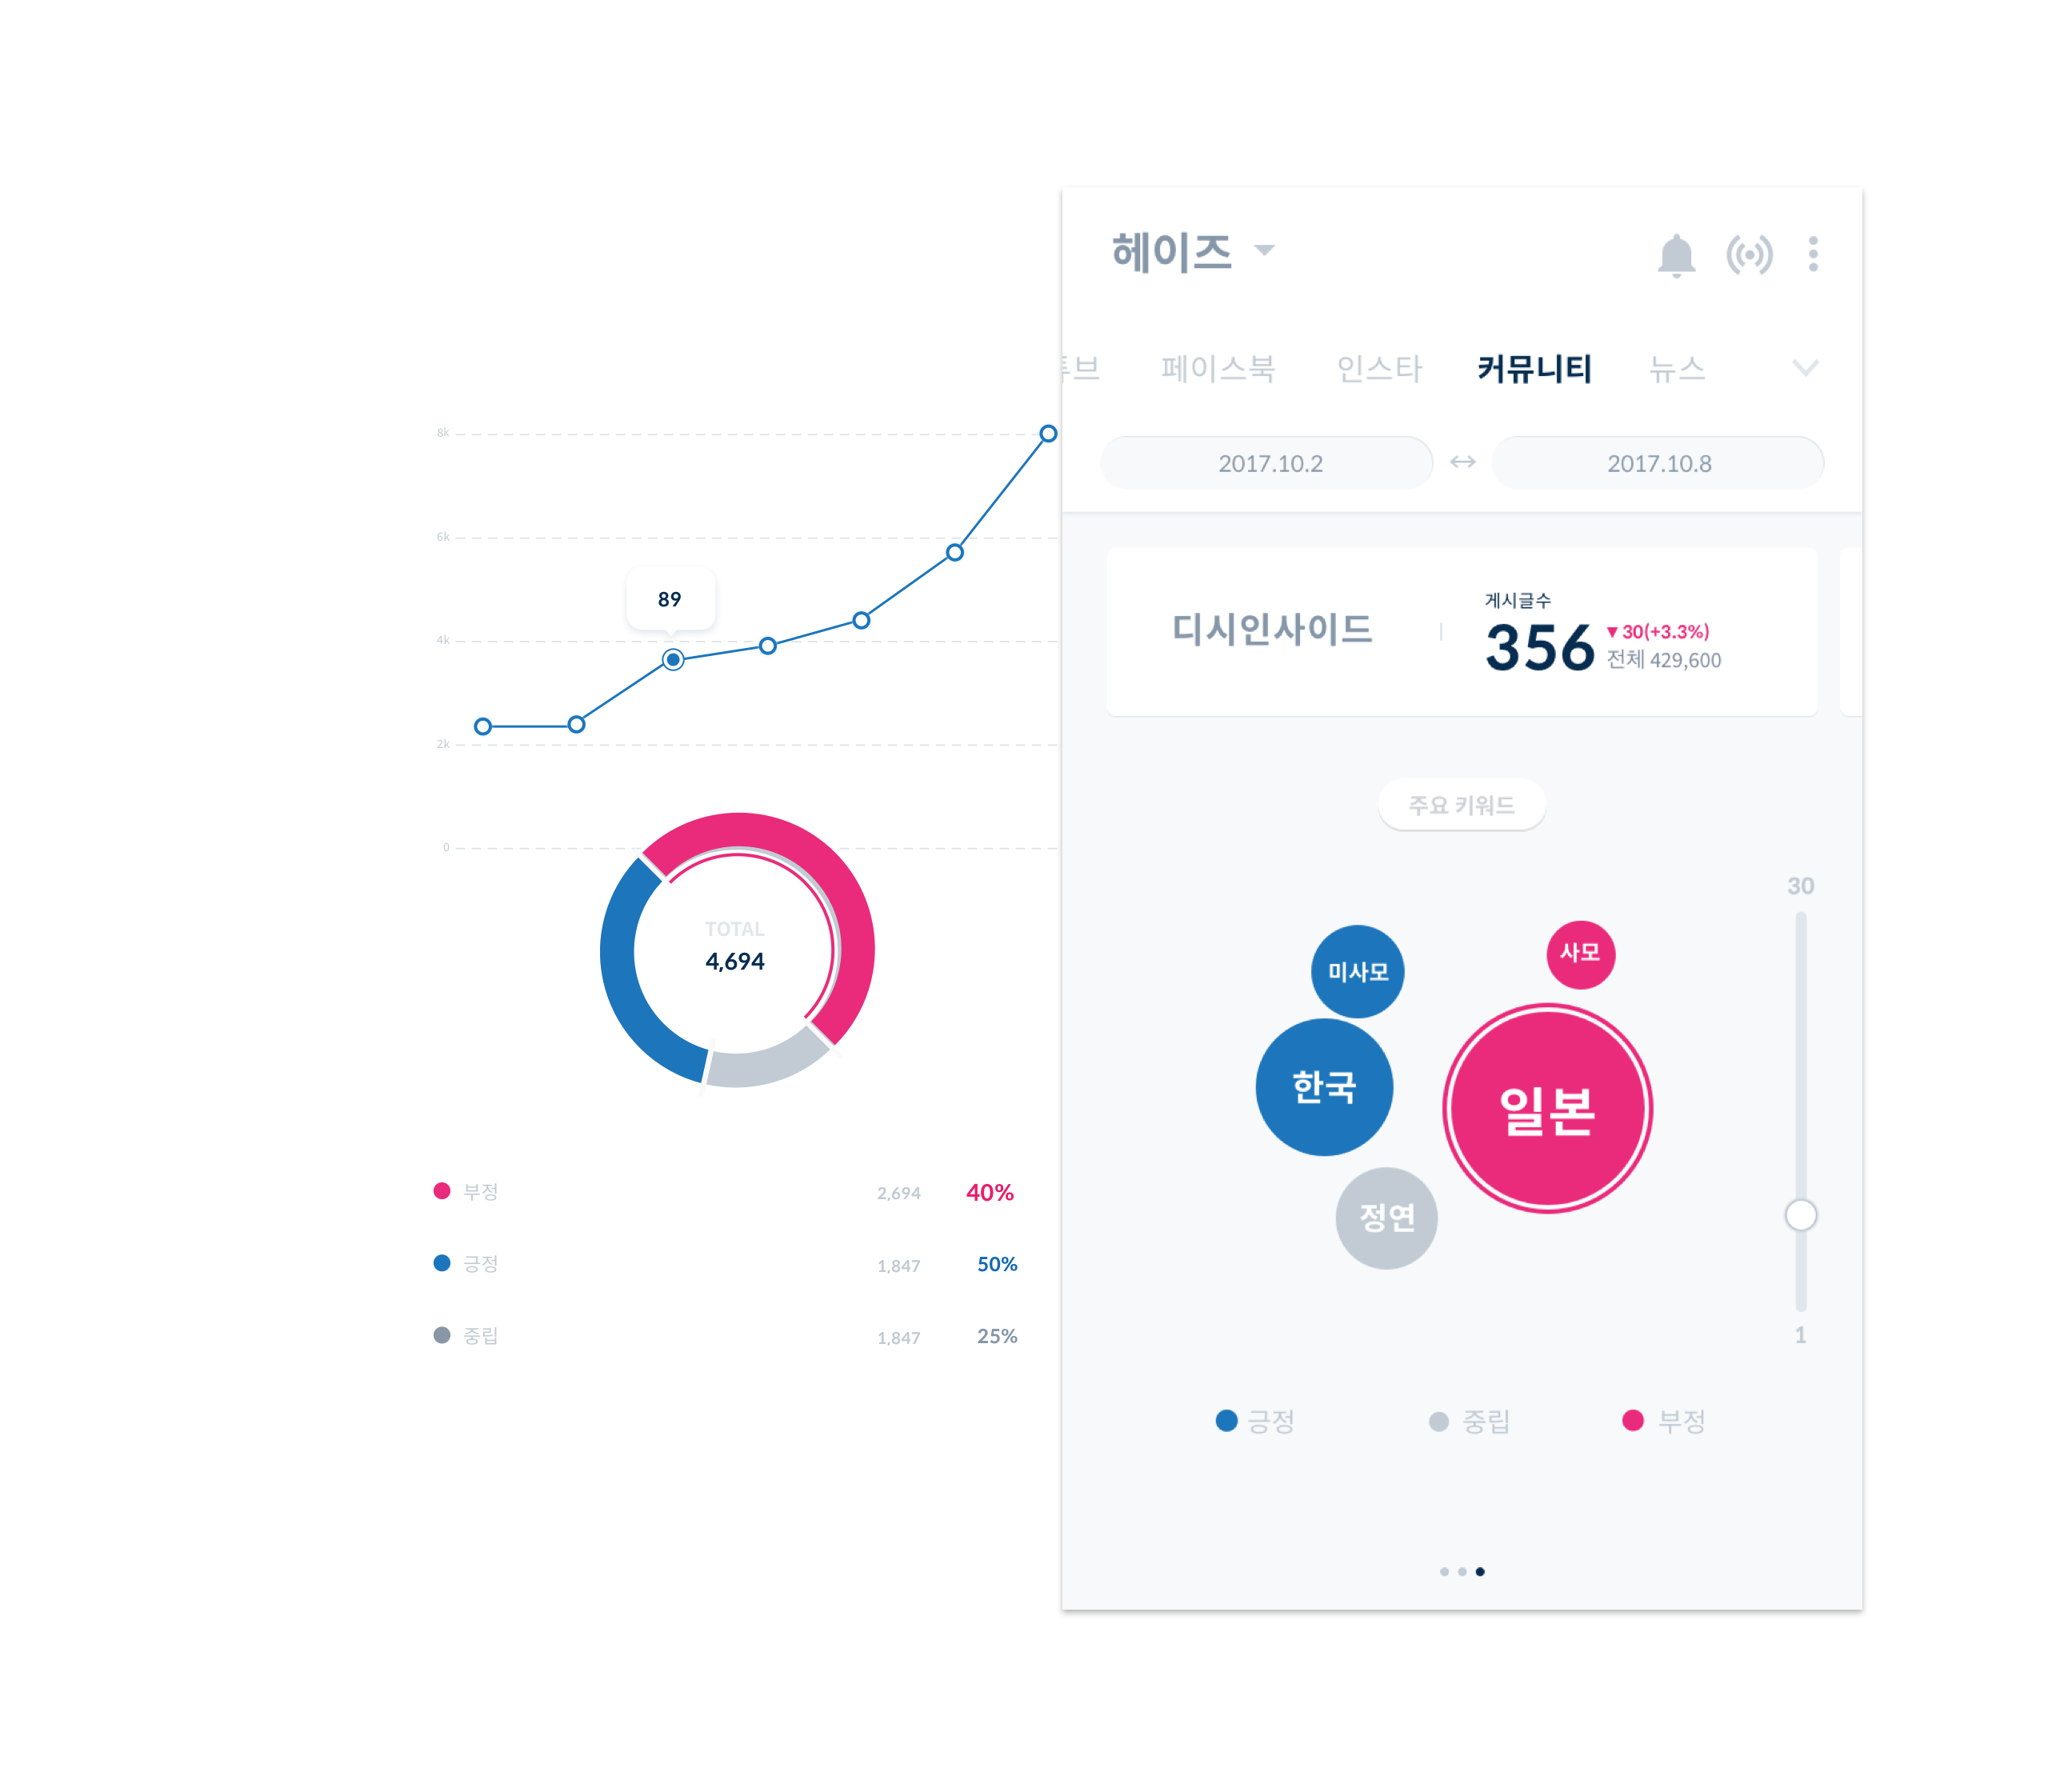 8k
6k
89
4k
2k
0
TOTAL
4,694
부정 2,694 40%
긍정 1,847 50%
중립 1,847 25%
헤이즈
페이스북 인스타 커뮤니티 뉴스
2017.10.2 2017.10.8
디시인사이드
게시글수
356
▼30(+3.3%)
전체 429,600
주요 키워드
30
사모
미사모
한국
일본
정연
1
긍정 중립 부정